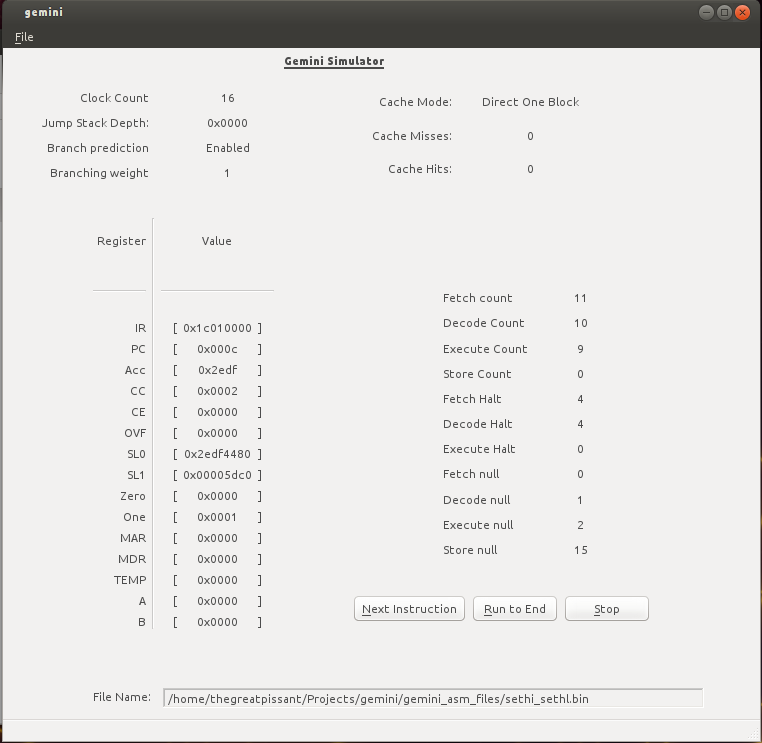 gemini
File
Gemini Simulator
Clock Count 16
Jump Stack Depth: 0x0000
Branch prediction Enabled
Branching weight 1
Cache Mode: Direct One Block
Cache Misses: 0
Cache Hits: 0
Register Value
IR [ 0x1c010000 ]
PC [ 0x000c ]
Acc [ 0x2edf ]
CC [ 0x0002 ]
CE [ 0x0000 ]
OVF [ 0x0000 ]
SL0 [ 0x2edf4480 ]
SL1 [ 0x00005dc0 ]
Zero [ 0x0000 ]
One [ 0x0001 ]
MAR [ 0x0000 ]
MDR [ 0x0000 ]
TEMP [ 0x0000 ]
A [ 0x0000 ]
B [ 0x0000 ]
Fetch count 11
Decode Count 10
Execute Count 9
Store Count 0
Fetch Halt 4
Decode Halt 4
Execute Halt 0
Fetch null 0
Decode null 1
Execute null 2
Store null 15
Next Instruction Run to End Stop
File Name: /home/thegreatpissant/Projects/gemini/gemini_asm_files/sethi_sethl.bin